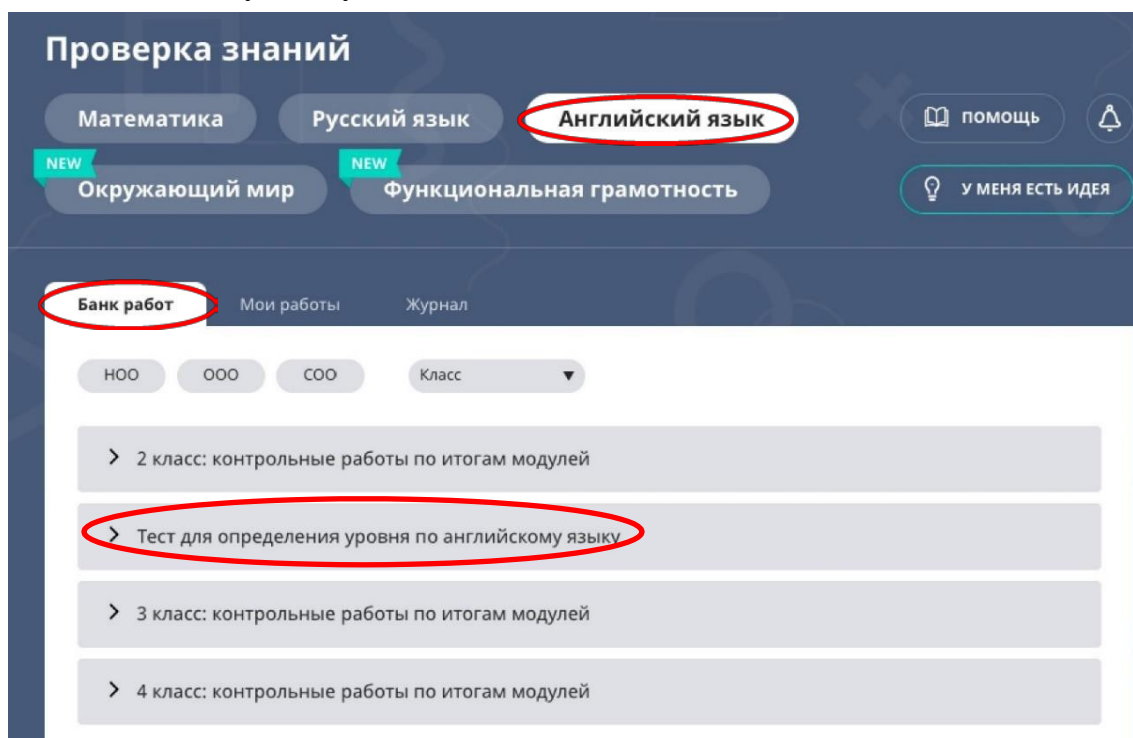 Проверка знаний
Математика Русский язык Английский язык ПОМОЩЬ
NEW NEW
Окружающий мир Функциональная грамотность У МЕНЯ ЕСТЬ ИДЕЯ
Банк работ Мои работы Журнал
НОО ООО СОО Класс
2 класс: контрольные работы по итогам модулей
Тест для определения уровня по английскому языку
3 класс: контрольные работы по итогам модулей
4 класс: контрольные работы по итогам модулей